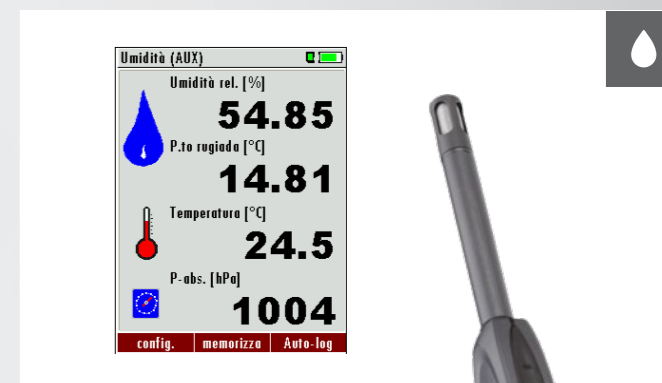 Umidità (AUX)
Umidità rel. [%]
54.85
P.to rugiada [°C]
14.81
Temperatura [°C]
24.5
P-abs. [hPa]
1004
config. memorizza Auto-log